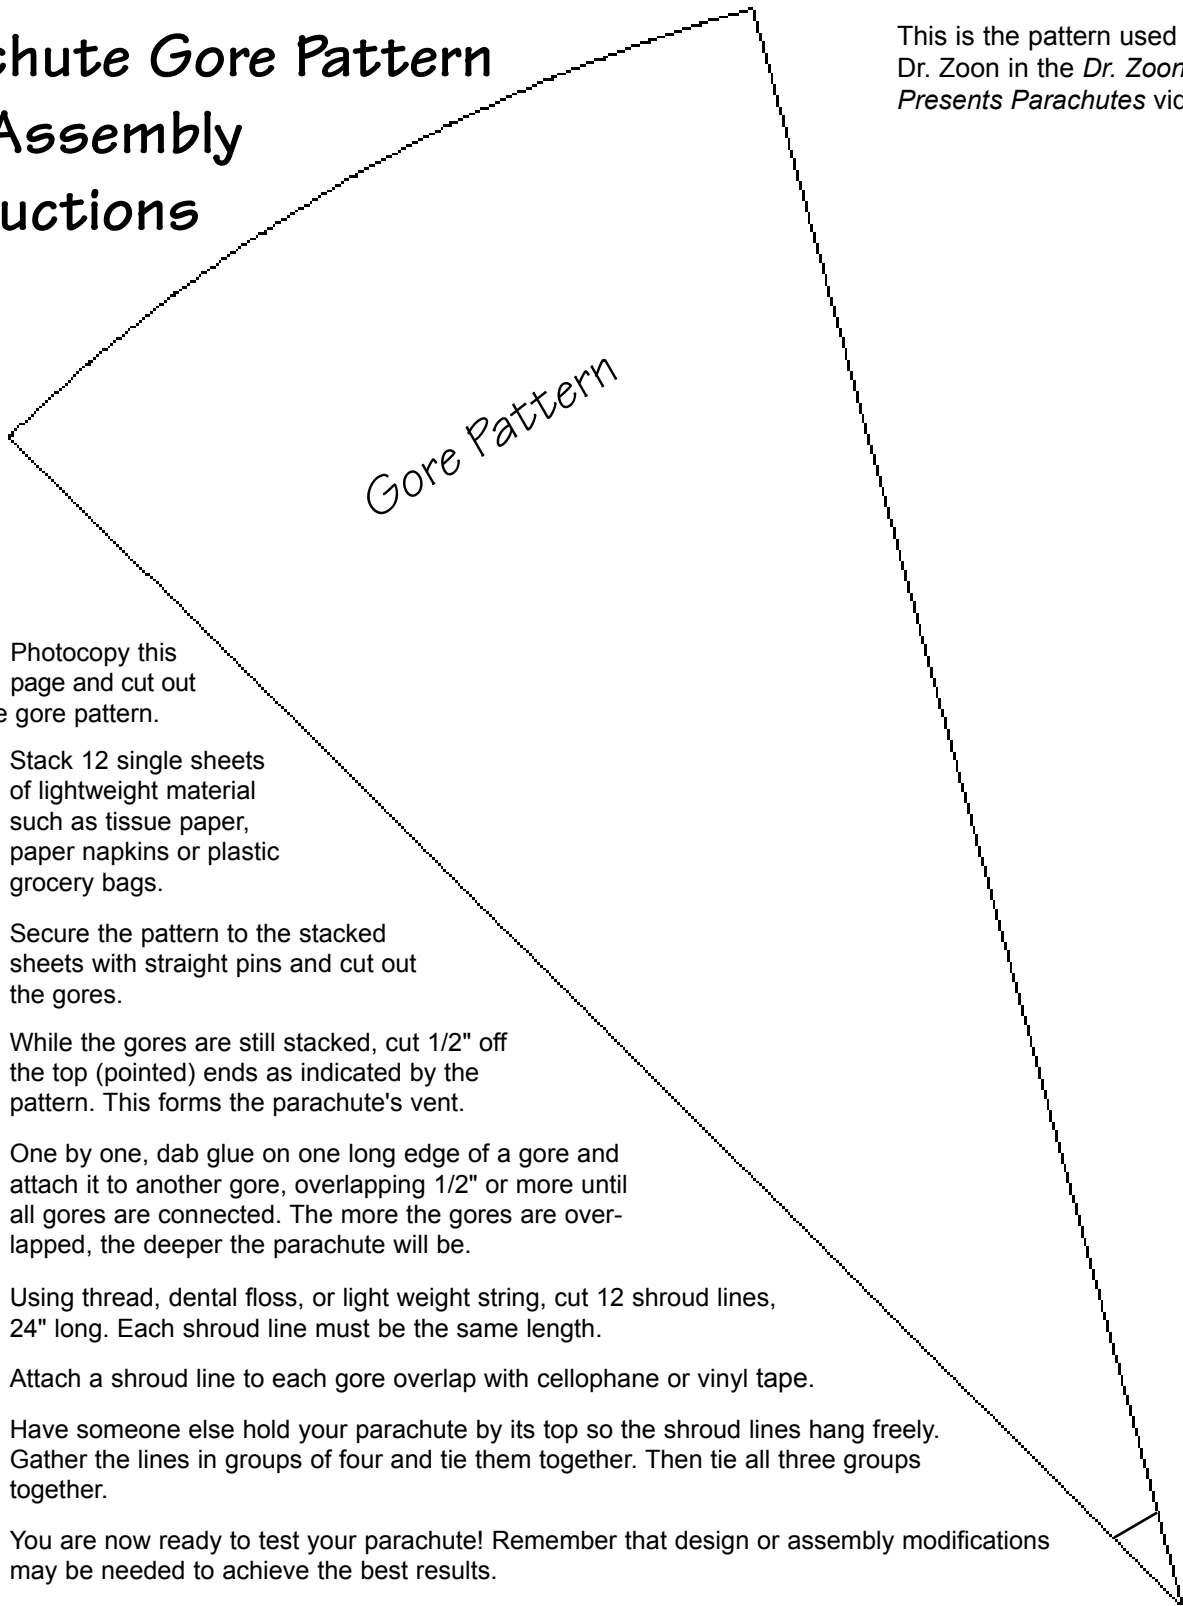 chute Gore Pattern
Assembly
uctions
This is the pattern used
Dr. Zoon in the Dr. Zoon
Presents Parachutes vid
Gore Pattern
Photocopy this
page and cut out
e gore pattern.
Stack 12 single sheets
of lightweight material
such as tissue paper,
paper napkins or plastic
grocery bags.
Secure the pattern to the stacked
sheets with straight pins and cut out
the gores.
While the gores are still stacked, cut 1/2" off
the top (pointed) ends as indicated by the
pattern. This forms the parachute's vent.
One by one, dab glue on one long edge of a gore and
attach it to another gore, overlapping 1/2" or more until
all gores are connected. The more the gores are over-
lapped, the deeper the parachute will be.
Using thread, dental floss, or light weight string, cut 12 shroud lines,
24" long. Each shroud line must be the same length.
Attach a shroud line to each gore overlap with cellophane or vinyl tape.
Have someone else hold your parachute by its top so the shroud lines hang freely.
Gather the lines in groups of four and tie them together. Then tie all three groups
together.
You are now ready to test your parachute! Remember that design or assembly modifications
may be needed to achieve the best results.